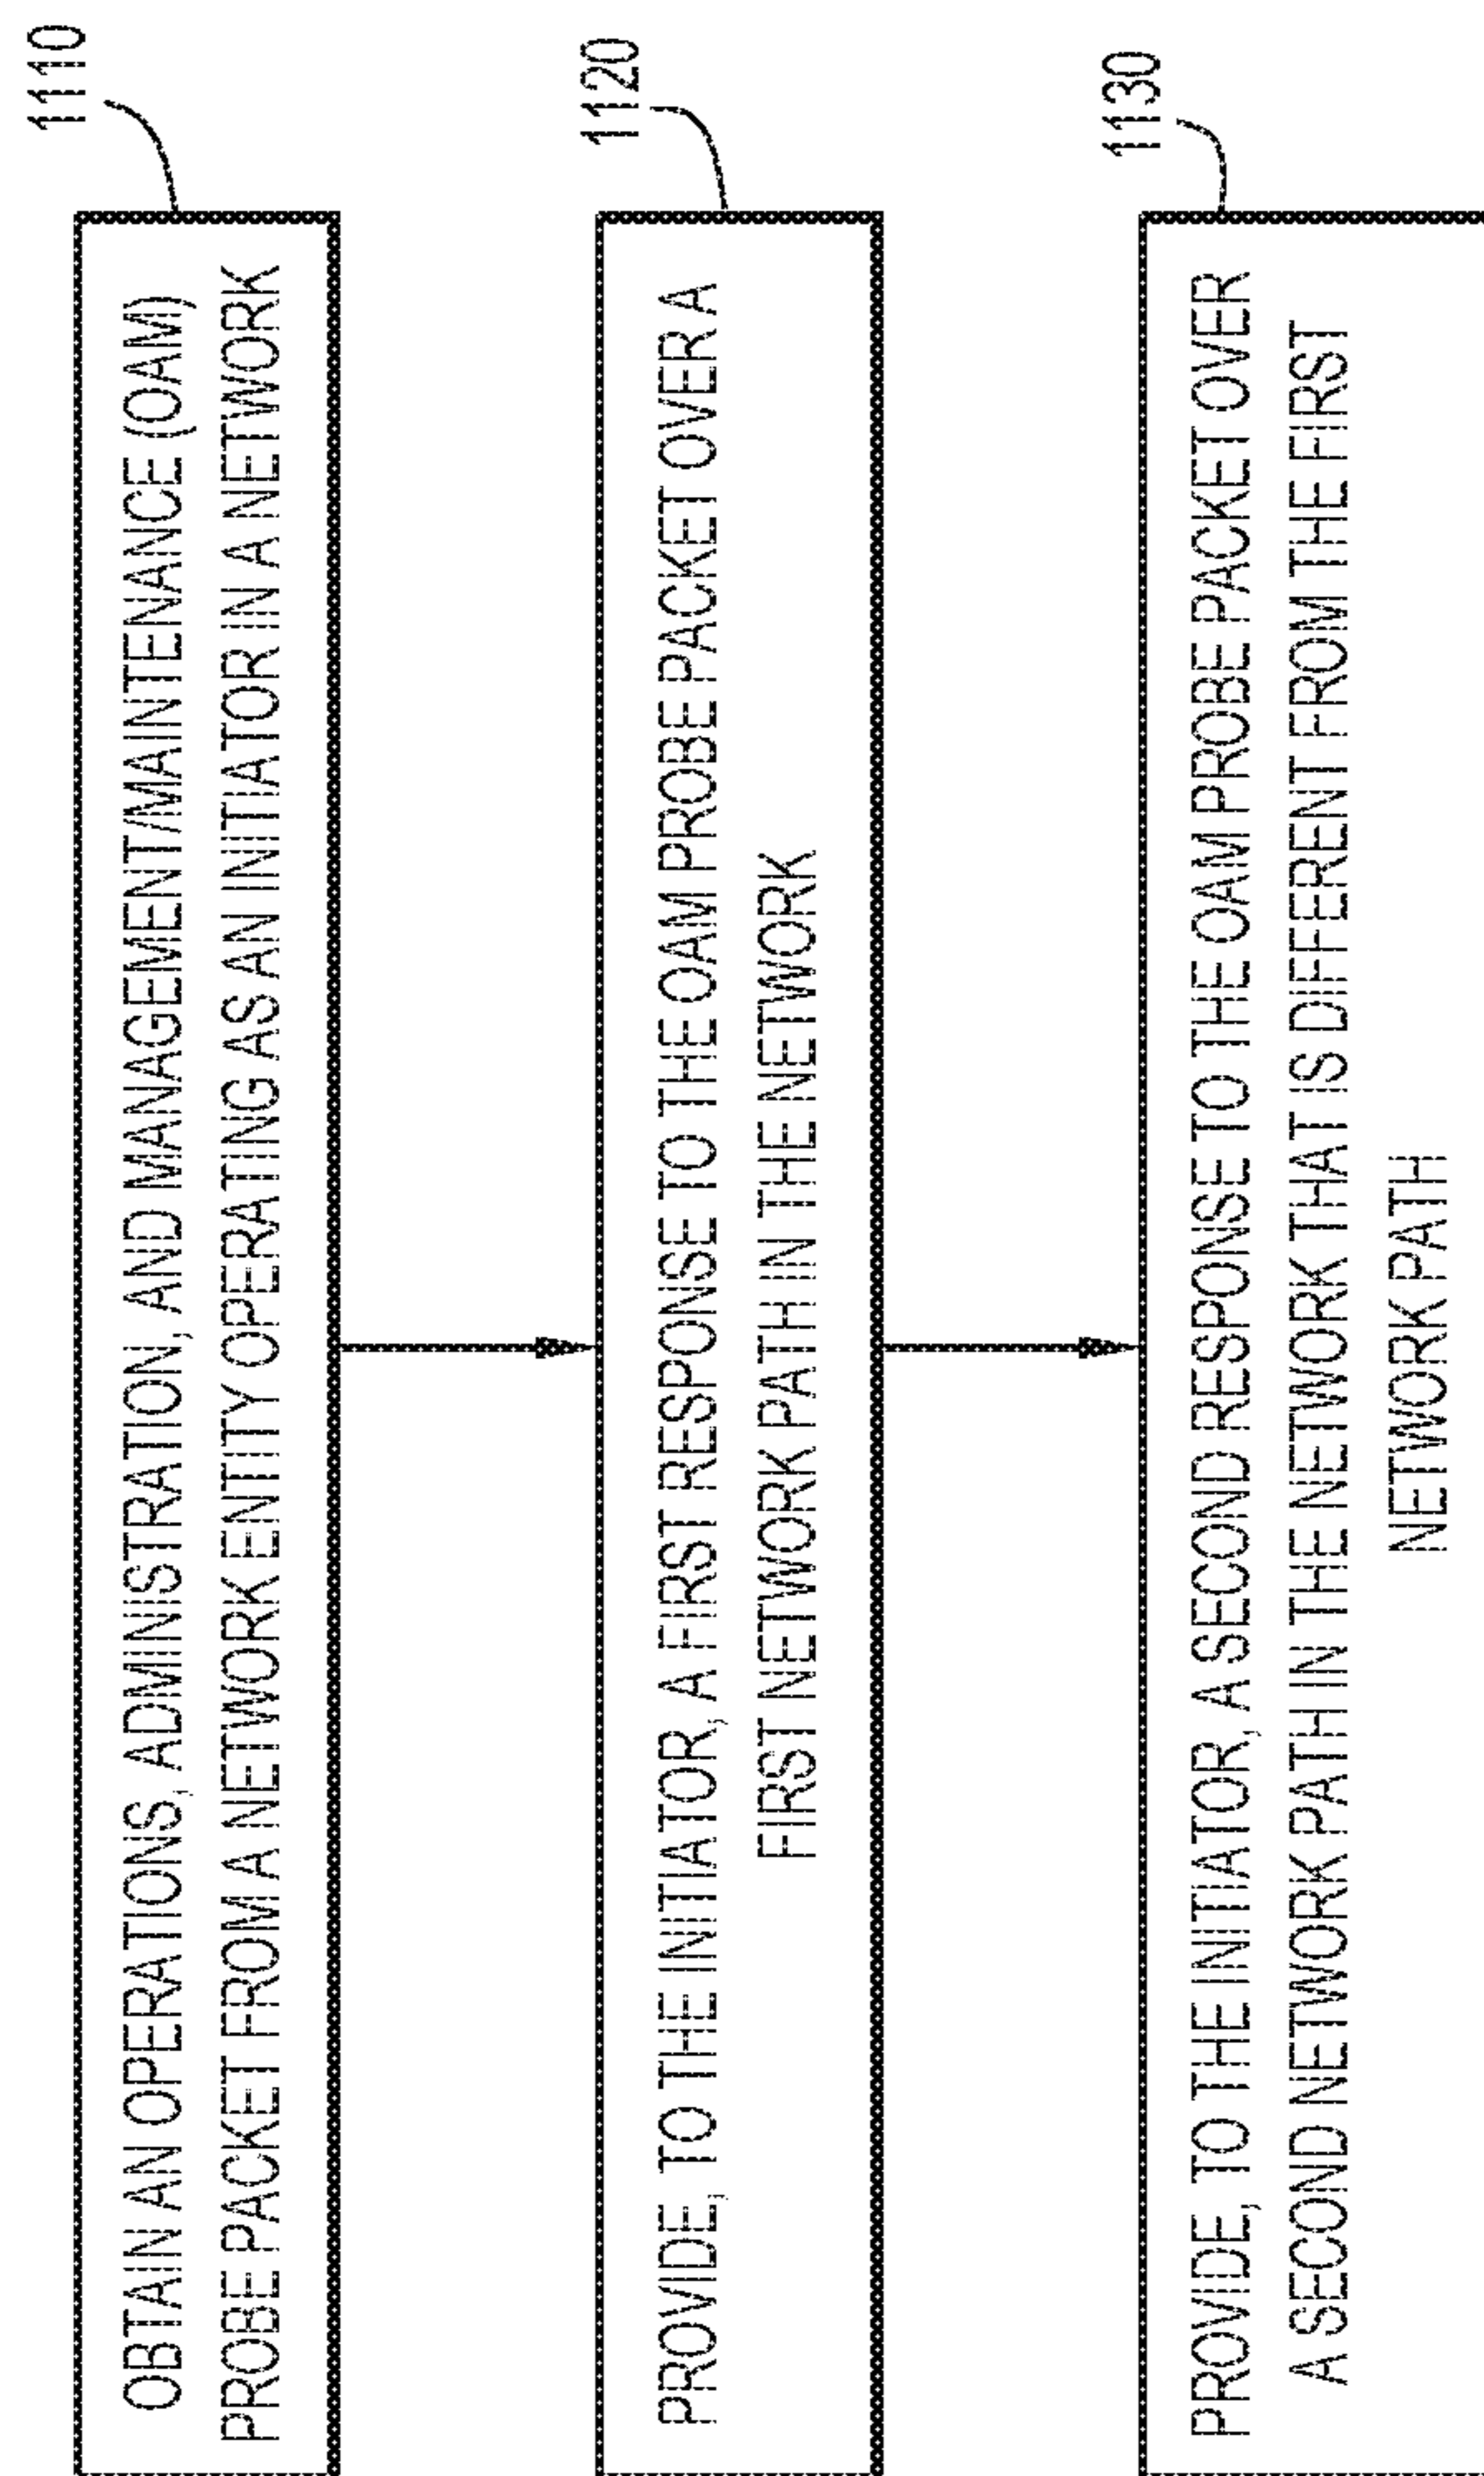 1110
OBTAIN AN OPERATIONS, ADMINISTRATION, AND MANAGEMENT/MAINTENANCE (OAM)
PROBE PACKET FROM A NETWORK ENTITY OPERATING AS AN INITIATOR IN A NETWORK
1120
PROVIDE, TO THE INITIATOR, A FIRST RESPONSE TO THE OAM PROBE PACKET OVER A
FIRST NETWORK PATH IN THE NETWORK
1130
PROVIDE, TO THE INITIATOR, A SECOND RESPONSE TO THE OAM PROBE PACKET OVER
A SECOND NETWORK PATH IN THE NETWORK THAT IS DIFFERENT FROM THE FIRST
NETWORK PATH